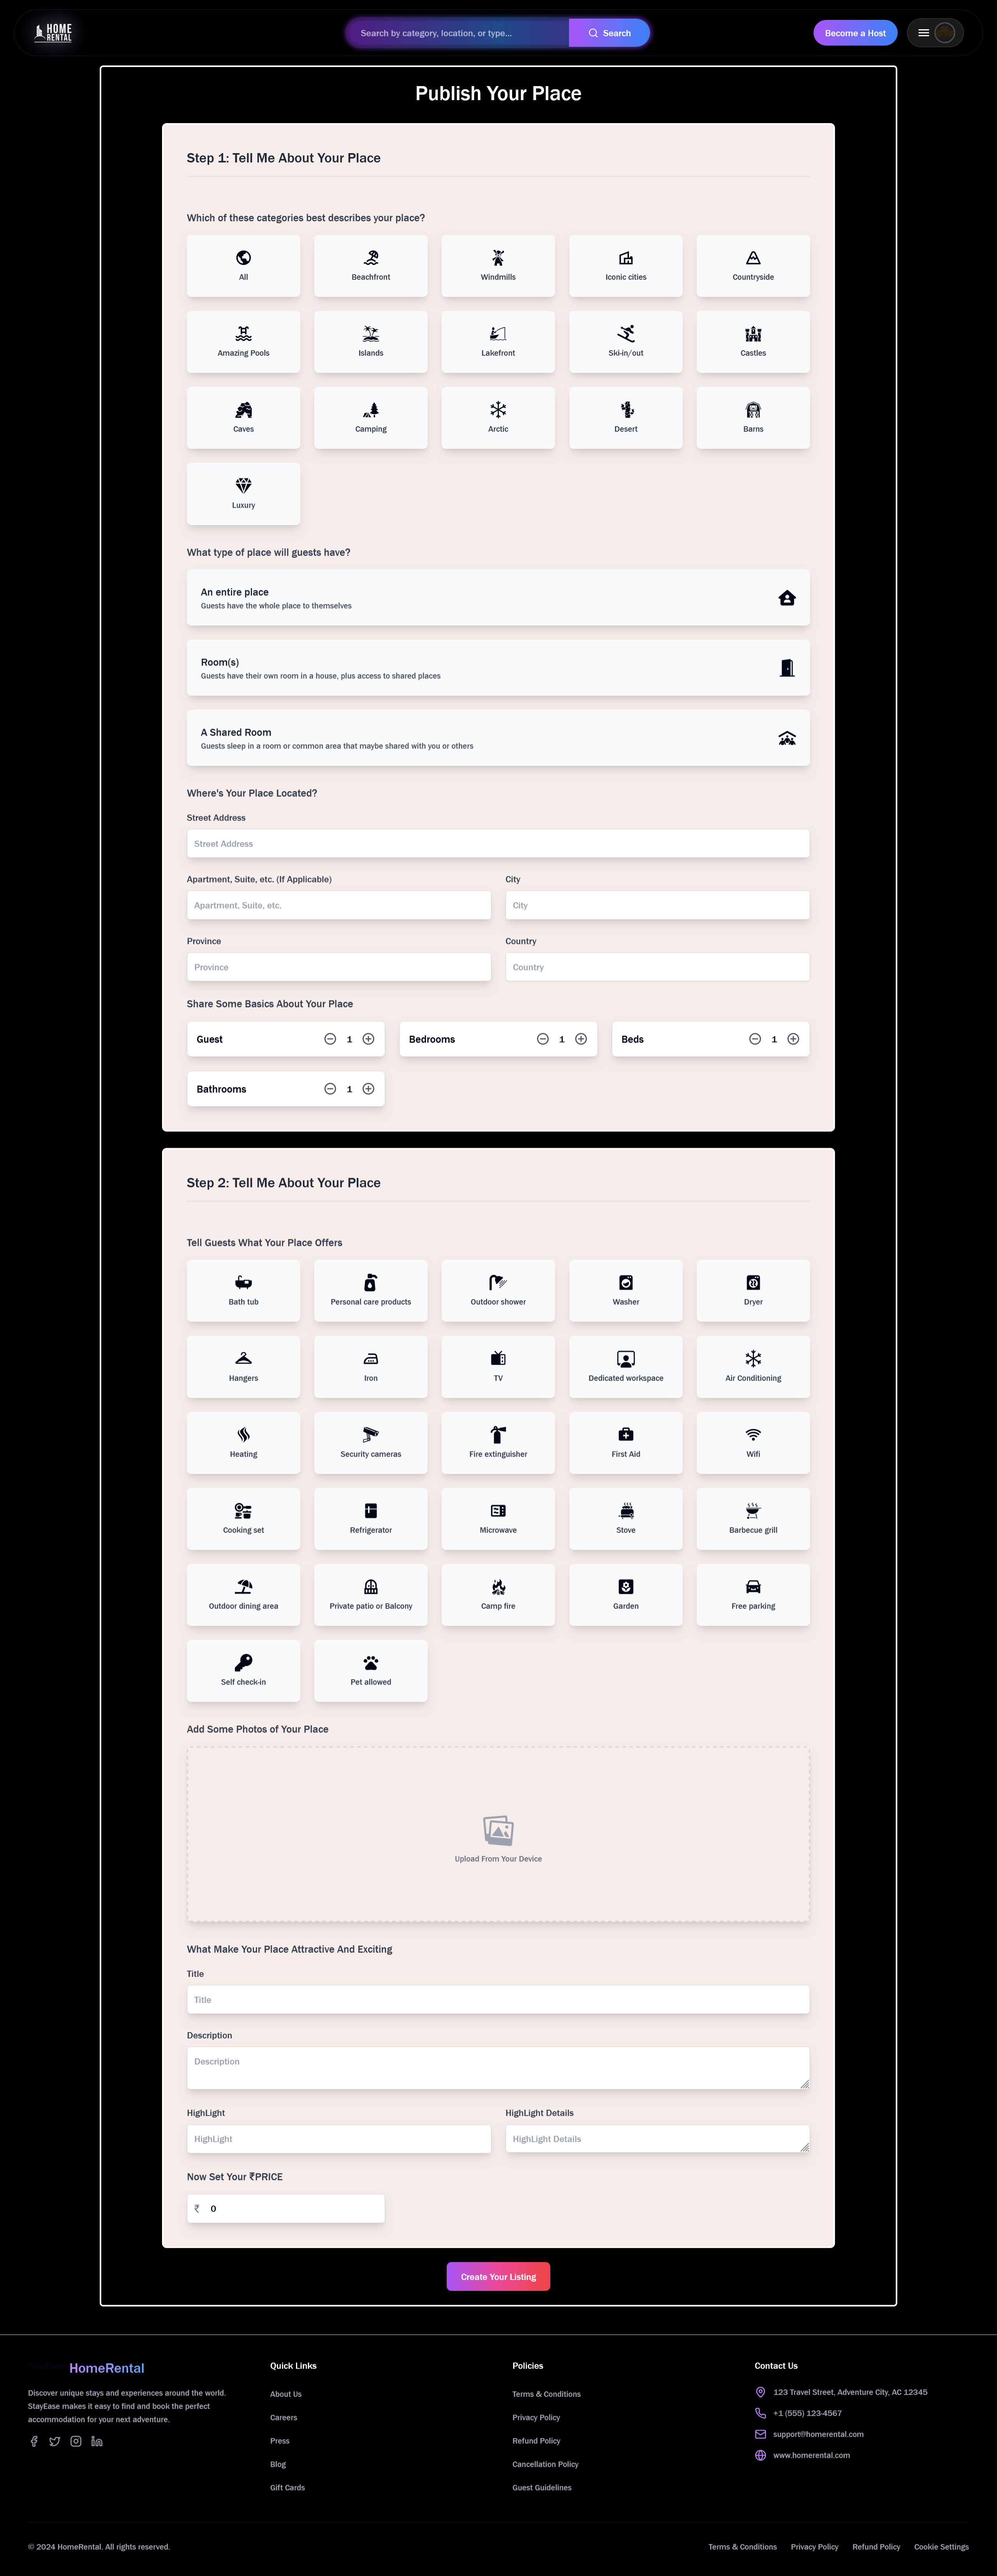 HOME
RENTAL
Search by category, location, or type...
Search
Become a Host
Publish Your Place
Step 1: Tell Me About Your Place
Which of these categories best describes your place?
All
Beachfront
Windmills
Iconic cities
Countryside
Amazing Pools
Islands
Lakefront
Ski-in/out
Castles
Caves
Camping
Arctic
Desert
Barns
Luxury
What type of place will guests have?
An entire place
Guests have the whole place to themselves
Room(s)
Guests have their own room in a house, plus access to shared places
A Shared Room
Guests sleep in a room or common area that maybe shared with you or others
Where's Your Place Located?
Street Address
Street Address
Apartment, Suite, etc. (If Applicable)
City
Apartment, Suite, etc.
City
Province
Country
Province
Country
Share Some Basics About Your Place
Guest 1
Bedrooms 1
Beds 1
Bathrooms 1
Step 2: Tell Me About Your Place
Tell Guests What Your Place Offers
Bath tub
Personal care products
Outdoor shower
Washer
Dryer
Hangers
Iron
TV
Dedicated workspace
Air Conditioning
Heating
Security cameras
Fire extinguisher
First Aid
Wifi
Cooking set
Refrigerator
Microwave
Stove
Barbecue grill
Outdoor dining area
Private patio or Balcony
Camp fire
Garden
Free parking
Self check-in
Pet allowed
Add Some Photos of Your Place
Upload From Your Device
What Make Your Place Attractive And Exciting
Title
Title
Description
Description
HighLight
HighLight Details
HighLight
HighLight Details
Now Set Your ₹PRICE
₹ 0
Create Your Listing
HomeRental
Discover unique stays and experiences around the world.
StayEase makes it easy to find and book the perfect
accommodation for your next adventure.
Quick Links
About Us
Careers
Press
Blog
Gift Cards
Policies
Terms & Conditions
Privacy Policy
Refund Policy
Cancellation Policy
Guest Guidelines
Contact Us
123 Travel Street, Adventure City, AC 12345
+1 (555) 123-4567
support@homerental.com
www.homerental.com
© 2024 HomeRental. All rights reserved.
Terms & Conditions
Privacy Policy
Refund Policy
Cookie Settings